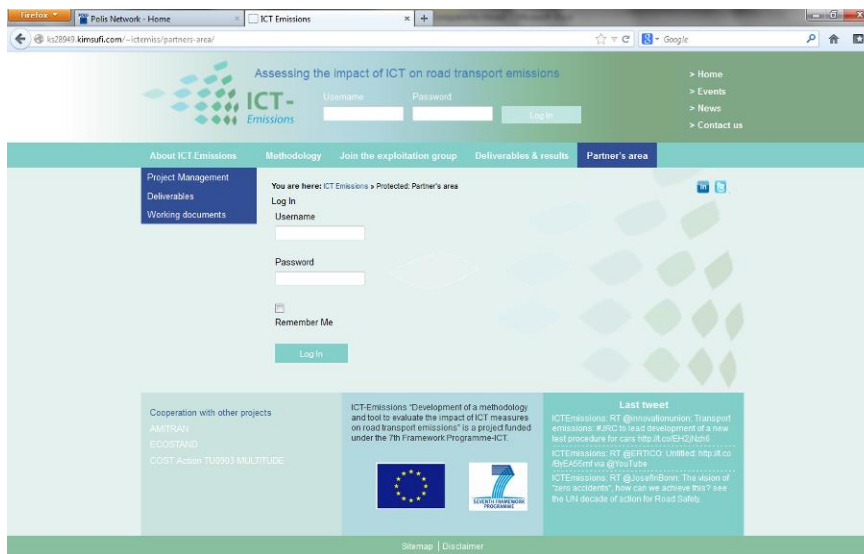 Firefox
Polis Network - Home
ICT Emissions
ks28949.kimsufi.com/~ictemiss/partners-area/
Google
Assessing the impact of ICT on road transport emissions
ICT-
Emissions
Username
Password
Log In
> Home
> Events
> News
> Contact us
About ICT-Emissions
Methodology
Join the exploitation group
Deliverables & results
Partner's area
Project Management
Deliverables
Working documents
You are here: ICT Emissions » Protected: Partner's area
Log In
Username
Password
Remember Me
Log In
Cooperation with other projects
AMITRAN
ECOSTAND
COST Action TU0903 MULTITUDE
ICT-Emissions "Development of a methodology
and tool to evaluate the impact of ICT measures
on road transport emissions" is a project funded
under the 7th Framework Programme-ICT.
SEVENTH FRAMEWORK
PROGRAMME
Last tweet
ICTEmissions: RT @innovationunion: Transport
emissions: #JRC to lead development of a new
test procedure for cars
ICTEmissions: RT @ERTICO: Untitled: http://t.co
/ByEA55mf via @YouTube
ICTEmissions: RT @JosefinBonn: The vision of
"zero accidents", how can we achieve this? see
the UN decade of action for Road Safety.
Sitemap | Disclaimer